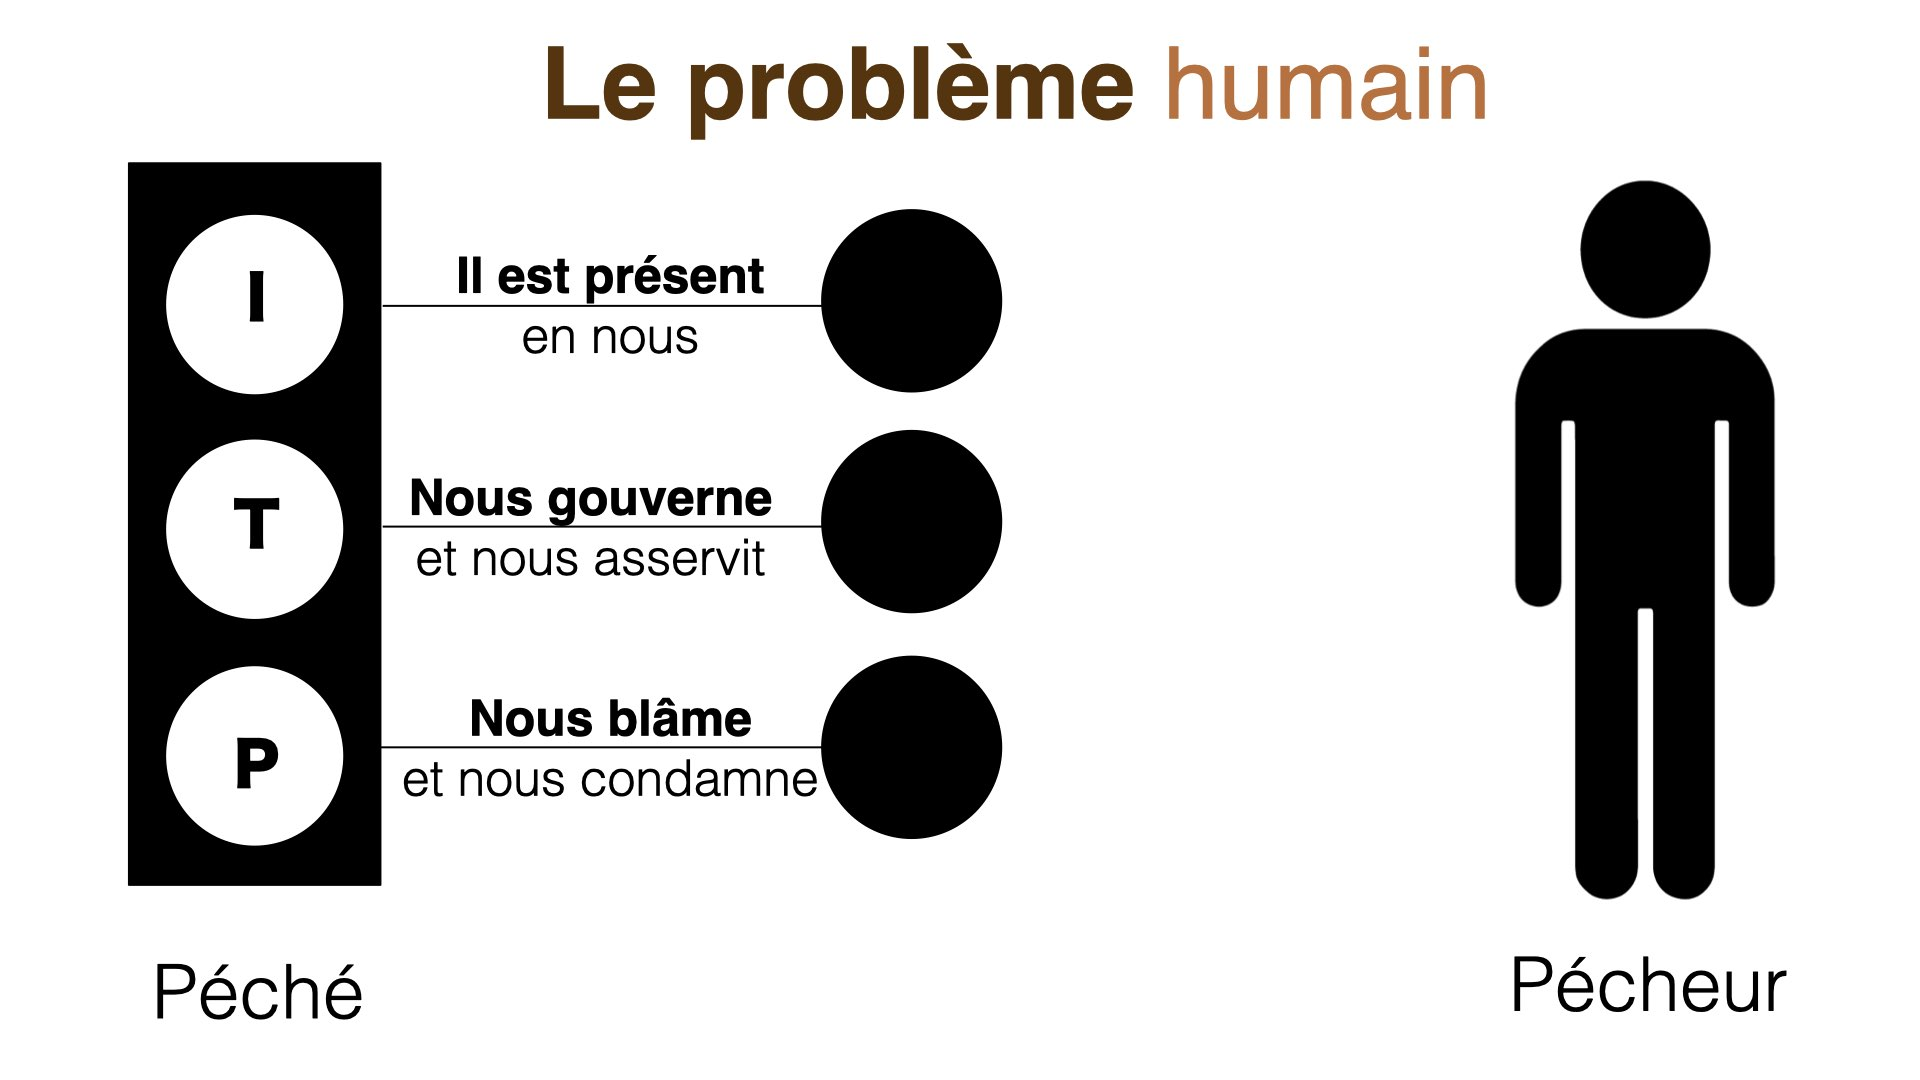 Le problème humain
I
Il est présent
en nous
T
Nous gouverne
et nous asservit
P
Nous blâme
et nous condamne
Péché
Pécheur